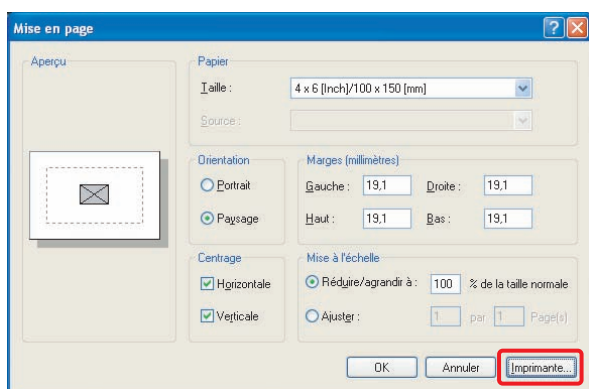 Mise en page
Aperçu
Papier
Taille :
4 x 6 [Inch]/100 x 150 [mm]
Source :
Orientation
Portrait
Paysage
Marges (millimètres)
Gauche : 19,1 Droite : 19,1
Haut : 19,1 Bas : 19,1
Centrage
Horizontale
Verticale
Mise à l'échelle
Réduire/agrandir à : 100 % de la taille normale
Ajuster : 1 par 1 Page(s)
OK Annuler Imprimante...